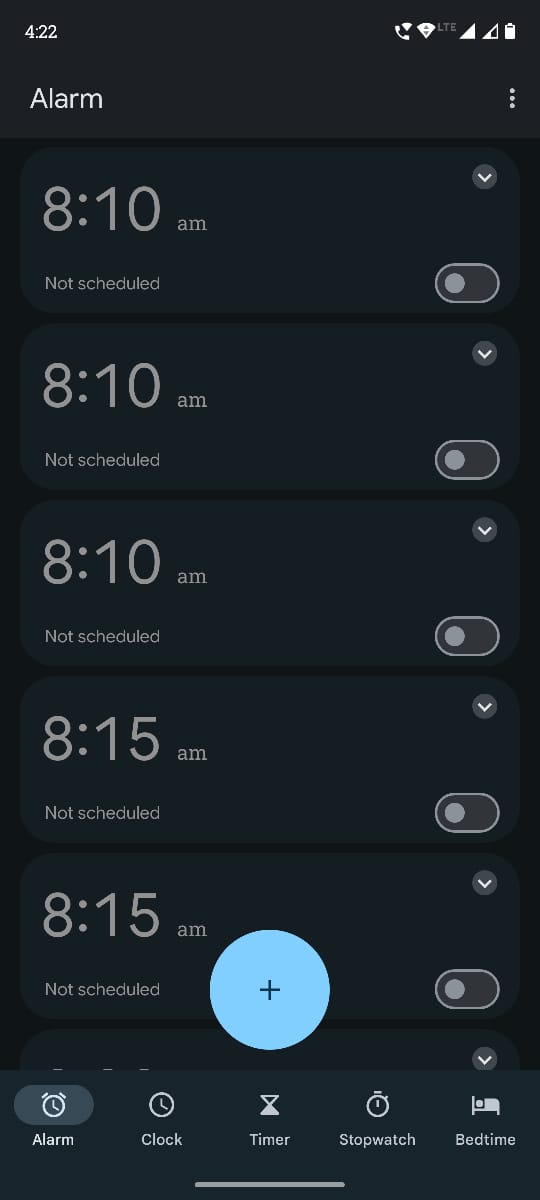 4:22 LTE
Alarm
8:10 am
Not scheduled
8:10 am
Not scheduled
8:10 am
Not scheduled
8:15 am
Not scheduled
8:15 am
Not scheduled
+
Alarm Clock Timer Stopwatch Bedtime